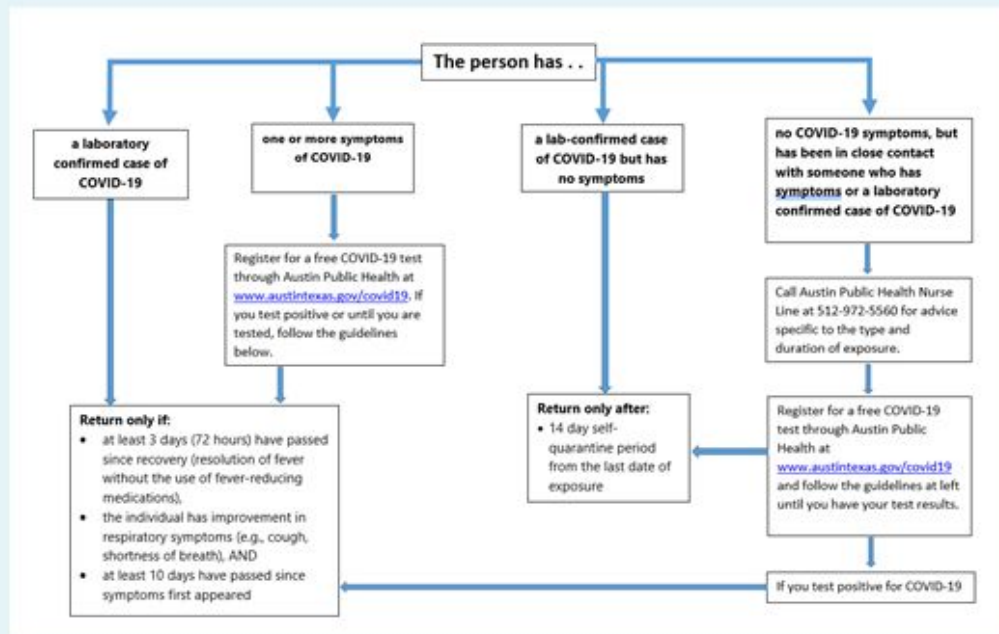 The person has . .
a laboratory
confirmed case of
COVID-19
one or more symptoms
of COVID-19
a lab-confirmed case
of COVID-19 but has
no symptoms
no COVID-19 symptoms, but
has been in close contact
with someone who has
symptoms or a laboratory
confirmed case of COVID-19
Register for a free COVID-19 test
through Austin Public Health at
www.austintexas.gov/covid19. If
you test positive or until you are
tested, follow the guidelines
below.
Call Austin Public Health Nurse
Line at 512-972-5560 for advice
specific to the type and
duration of exposure.
Return only if:
• at least 3 days (72 hours) have passed
since recovery (resolution of fever
without the use of fever-reducing
medications),
• the individual has improvement in
respiratory symptoms (e.g., cough,
shortness of breath), AND
• at least 10 days have passed since
symptoms first appeared
Return only after:
• 14 day self-
quarantine period
from the last date of
exposure
Register for a free COVID-19
test through Austin Public
Health at
www.austintexas.gov/covid19
and follow the guidelines at left
until you have your test results.
If you test positive for COVID-19